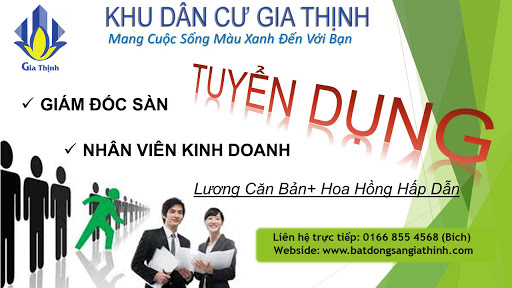 KHU DÂN CƯ GIA THỊNH
Mang Cuộc Sống Màu Xanh Đến Với Bạn
Gia Thịnh
TUYỂN DỤNG
✓ GIÁM ĐỐC SÀN
✓ NHÂN VIÊN KINH DOANH
Lương Căn Bản+ Hoa Hồng Hấp Dẫn
Liên hệ trực tiếp: 0166 855 4568 (Bích)
Webside: www.batdongsangiathinh.com